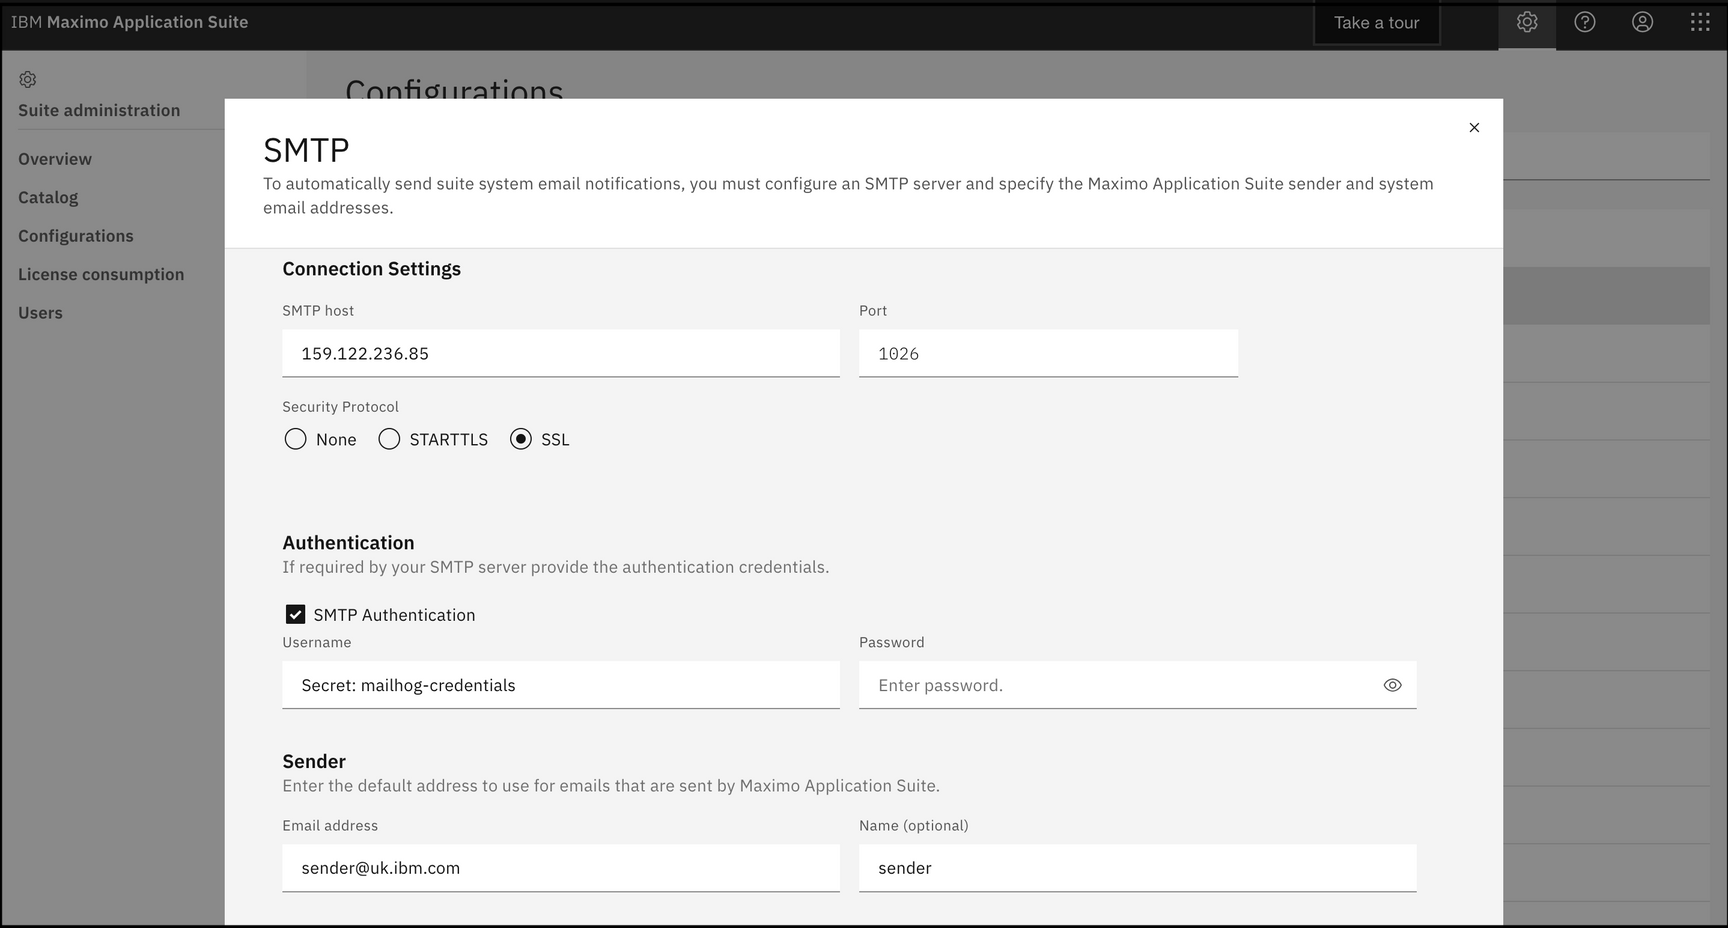 IBM Maximo Application Suite
Take a tour
Suite administration
Overview
Catalog
Configurations
License consumption
Users
Configurations
SMTP
To automatically send suite system email notifications, you must configure an SMTP server and specify the Maximo Application Suite sender and system
email addresses.
Connection Settings
SMTP host
Port
159.122.236.85
1026
Security Protocol
None
STARTTLS
SSL
Authentication
If required by your SMTP server provide the authentication credentials.
SMTP Authentication
Username
Password
Secret: mailhog-credentials
Enter password.
Sender
Enter the default address to use for emails that are sent by Maximo Application Suite.
Email address
Name (optional)
sender@uk.ibm.com
sender